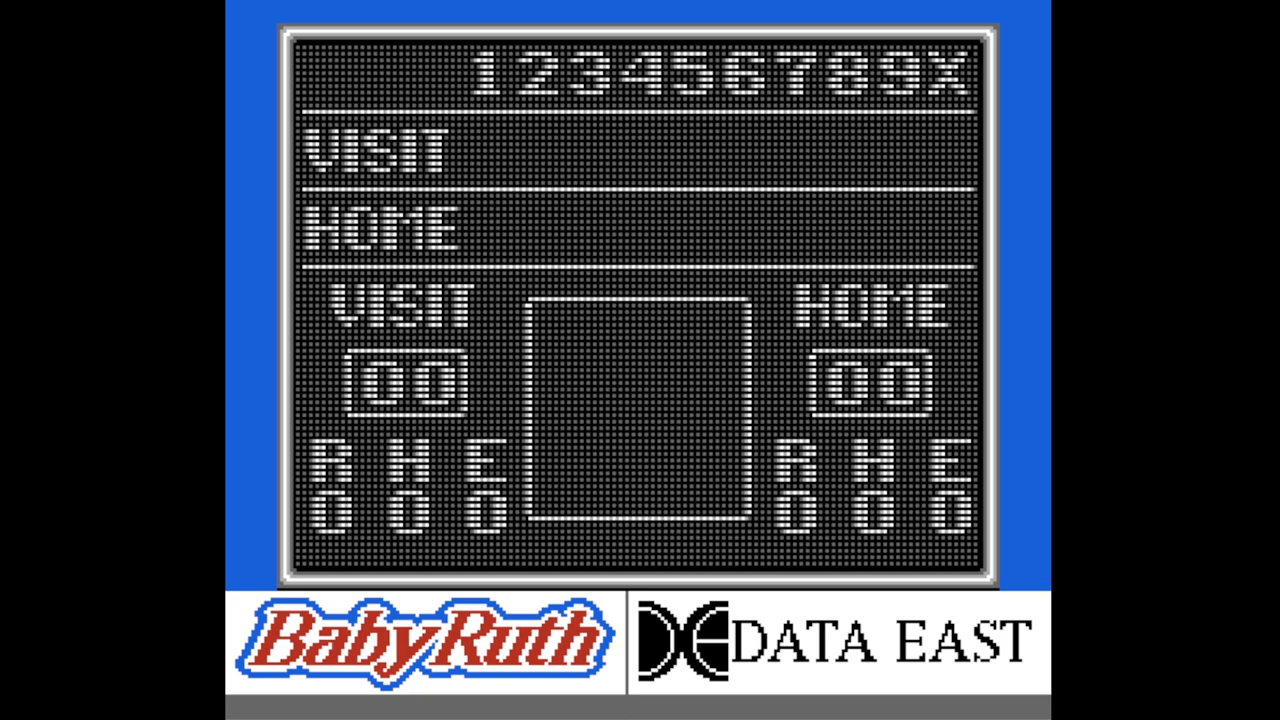 123456789X
VISIT
HOME
VISIT HOME
00 00
R H E R H E
0 0 0 0 0 0
Baby Ruth DATA EAST